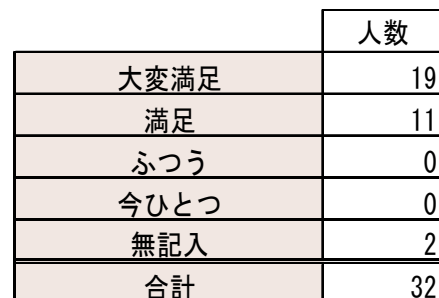 人数
大変満足 19
満足 11
ふつう 0
今ひとつ 0
無記入 2
合計 32